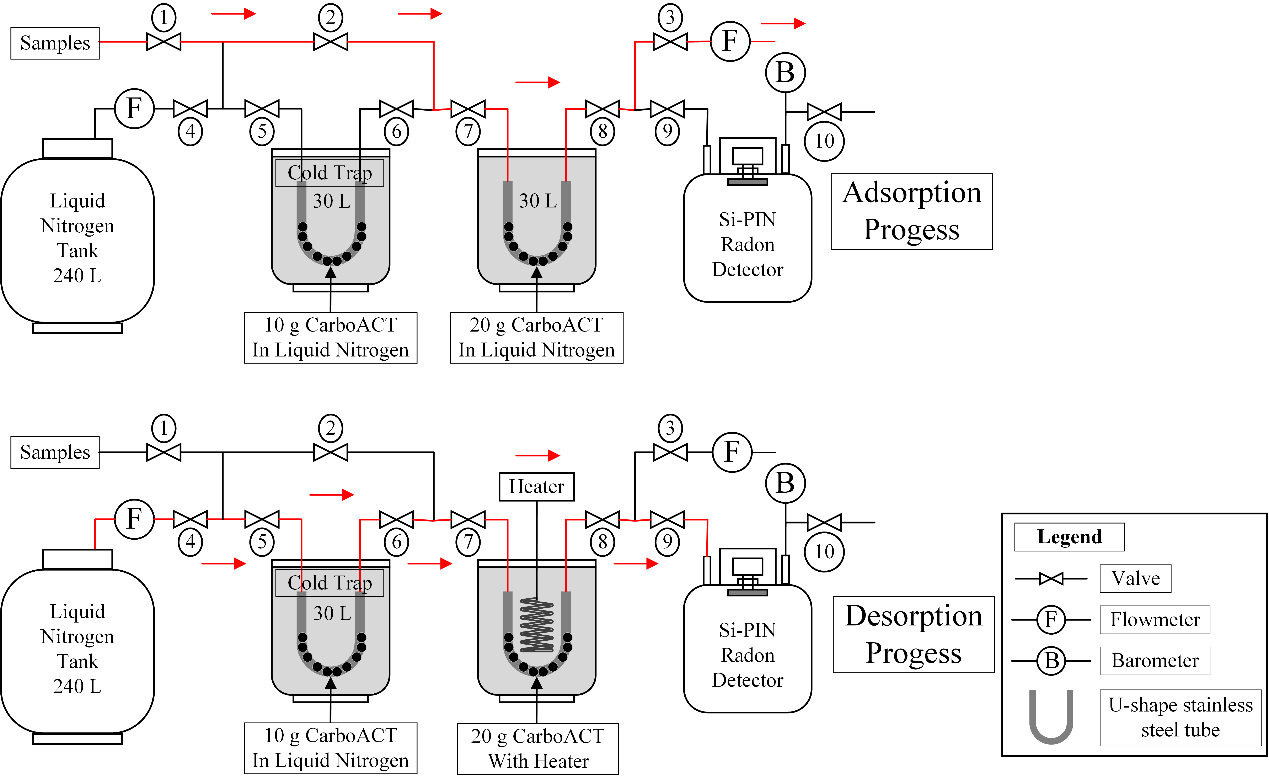 1
2
3
Samples
F
B
F
4
5
6
7
8
9
10
Cold Trap
30 L
30 L
Liquid
Nitrogen
Tank
240 L
Si-PIN
Radon
Detector
Adsorption
Progess
10 g CarboACT
In Liquid Nitrogen
20 g CarboACT
In Liquid Nitrogen
1
2
3
Samples
F
Heater
B
F
4
5
6
7
8
9
10
Cold Trap
30 L
Liquid
Nitrogen
Tank
240 L
Si-PIN
Radon
Detector
Desorption
Progess
10 g CarboACT
In Liquid Nitrogen
20 g CarboACT
With Heater
Legend
Valve
F
Flowmeter
B
Barometer
U-shape stainless
steel tube